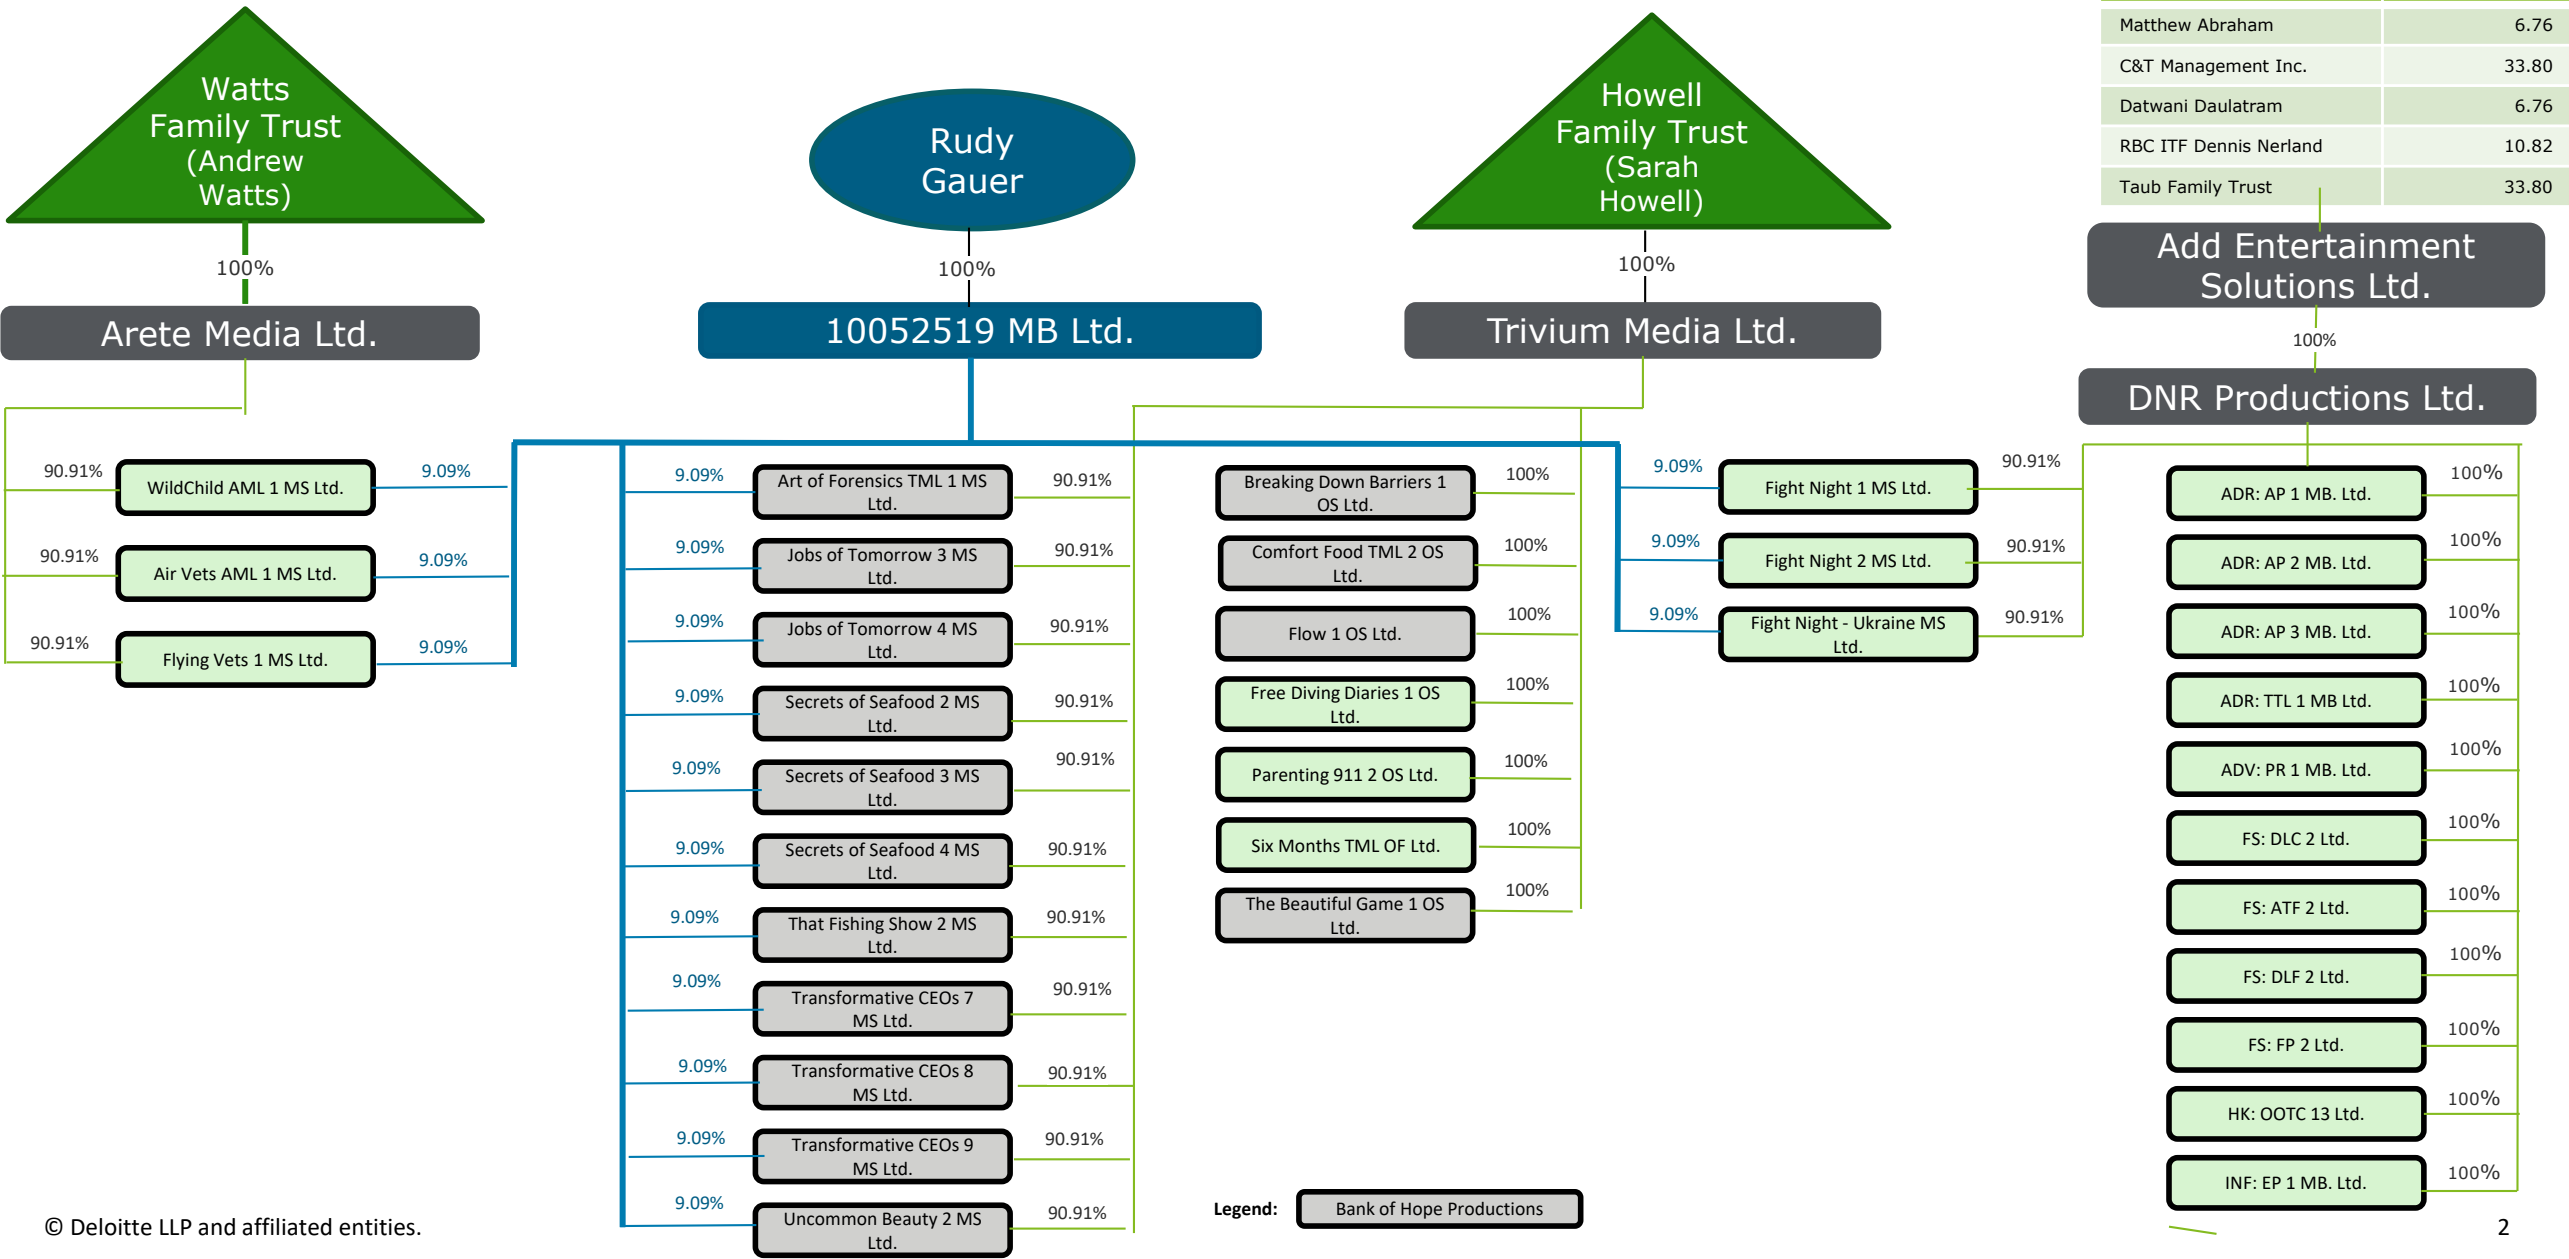 Watts
Family Trust
(Andrew
Watts)
100%
Arete Media Ltd.
90.91%
WildChild AML 1 MS Ltd.
9.09%
90.91%
Air Vets AML 1 MS Ltd.
9.09%
90.91%
Flying Vets 1 MS Ltd.
9.09%
Rudy
Gauer
100%
10052519 MB Ltd.
Howell
Family Trust
(Sarah
Howell)
100%
Trivium Media Ltd.
9.09%
Art of Forensics TML 1 MS
Ltd.
90.91%
9.09%
Jobs of Tomorrow 3 MS
Ltd.
90.91%
9.09%
Jobs of Tomorrow 4 MS
Ltd.
90.91%
9.09%
Secrets of Seafood 2 MS
Ltd.
90.91%
9.09%
Secrets of Seafood 3 MS
Ltd.
90.91%
9.09%
Secrets of Seafood 4 MS
Ltd.
90.91%
9.09%
That Fishing Show 2 MS
Ltd.
90.91%
9.09%
Transformative CEOs 7
MS Ltd.
90.91%
9.09%
Transformative CEOs 8
MS Ltd.
90.91%
9.09%
Transformative CEOs 9
MS Ltd.
90.91%
9.09%
Uncommon Beauty 2 MS
Ltd.
90.91%
Breaking Down Barriers 1
OS Ltd.
100%
Comfort Food TML 2 OS
Ltd.
100%
Flow 1 OS Ltd.
100%
Free Diving Diaries 1 OS
Ltd.
100%
Parenting 911 2 OS Ltd.
100%
Six Months TML OF Ltd.
100%
The Beautiful Game 1 OS
Ltd.
100%
9.09%
Fight Night 1 MS Ltd.
90.91%
9.09%
Fight Night 2 MS Ltd.
90.91%
9.09%
Fight Night - Ukraine MS
Ltd.
90.91%
Matthew Abraham 6.76
C&T Management Inc. 33.80
Datwani Daulatram 6.76
RBC ITF Dennis Nerland 10.82
Taub Family Trust 33.80
Add Entertainment
Solutions Ltd.
100%
DNR Productions Ltd.
ADR: AP 1 MB. Ltd.
100%
ADR: AP 2 MB. Ltd.
100%
ADR: AP 3 MB. Ltd.
100%
ADR: TTL 1 MB Ltd.
100%
ADV: PR 1 MB. Ltd.
100%
FS: DLC 2 Ltd.
100%
FS: ATF 2 Ltd.
100%
FS: DLF 2 Ltd.
100%
FS: FP 2 Ltd.
100%
HK: OOTC 13 Ltd.
100%
INF: EP 1 MB. Ltd.
100%
Legend: Bank of Hope Productions
© Deloitte LLP and affiliated entities.
2